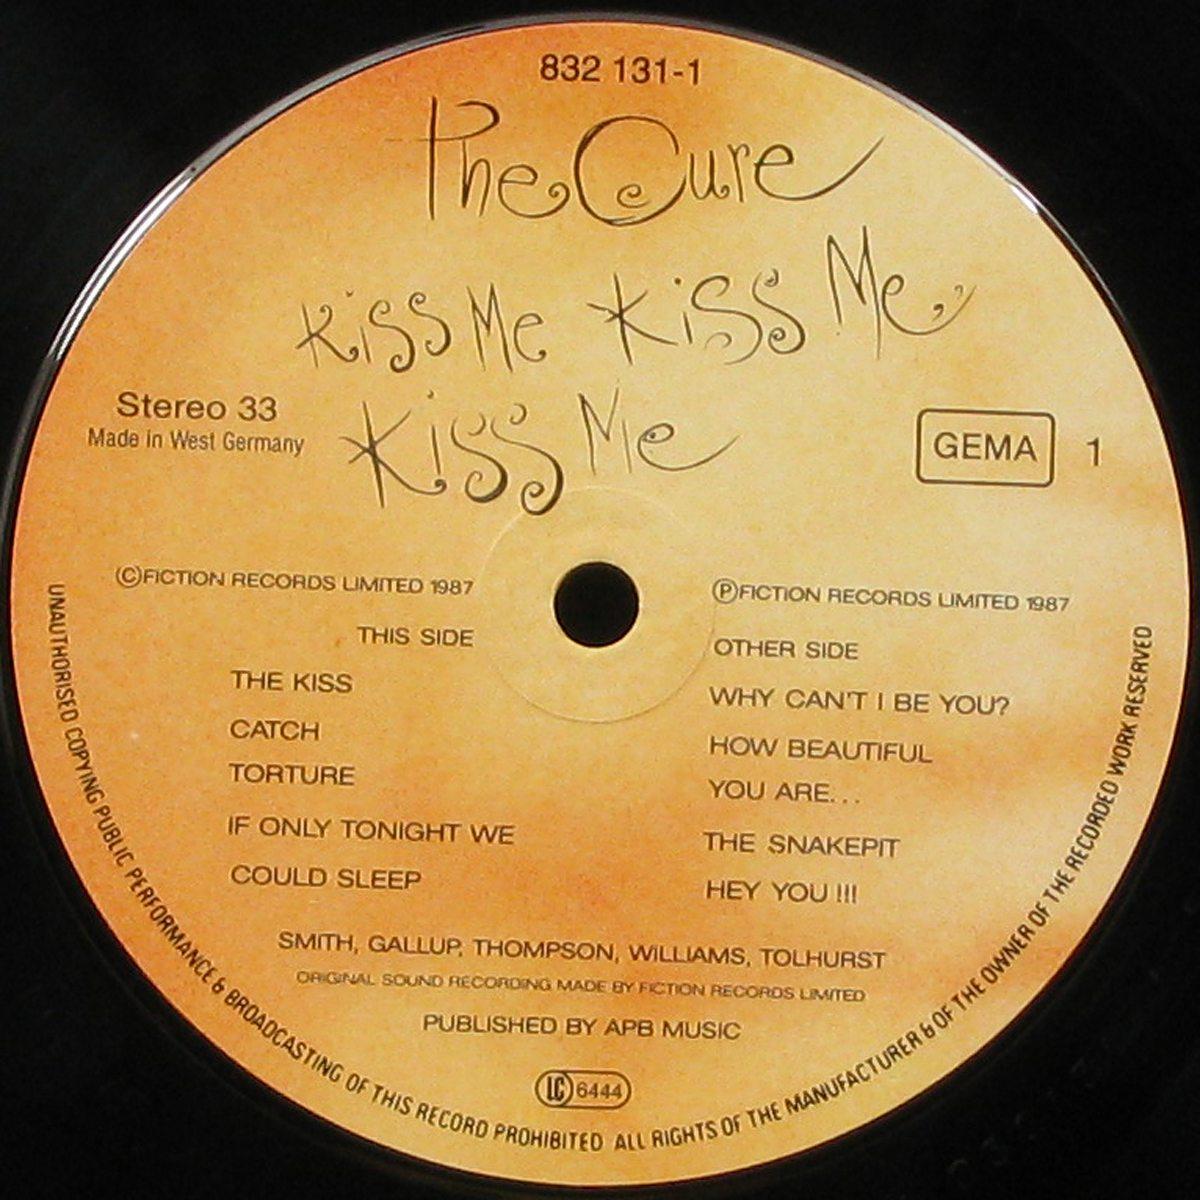 832 131-1
The Cure
Kiss Me Kiss Me
Kiss Me
Stereo 33
Made in West Germany
GEMA 1
ⒸFICTION RECORDS LIMITED 1987
THIS SIDE
THE KISS
CATCH
TORTURE
IF ONLY TONIGHT WE
COULD SLEEP
ⓅFICTION RECORDS LIMITED 1987
OTHER SIDE
WHY CAN'T I BE YOU?
HOW BEAUTIFUL
YOU ARE...
THE SNAKEPIT
HEY YOU !!!
SMITH, GALLUP, THOMPSON, WILLIAMS, TOLHURST
ORIGINAL SOUND RECORDING MADE BY FICTION RECORDS LIMITED
PUBLISHED BY APB MUSIC
LC 6444
UNAUTHORISED COPYING PUBLIC PERFORMANCE & BROADCASTING OF THIS RECORD PROHIBITED ALL RIGHTS OF THE MANUFACTURER & OF THE OWNER OF THE RECORDED WORK RESERVED